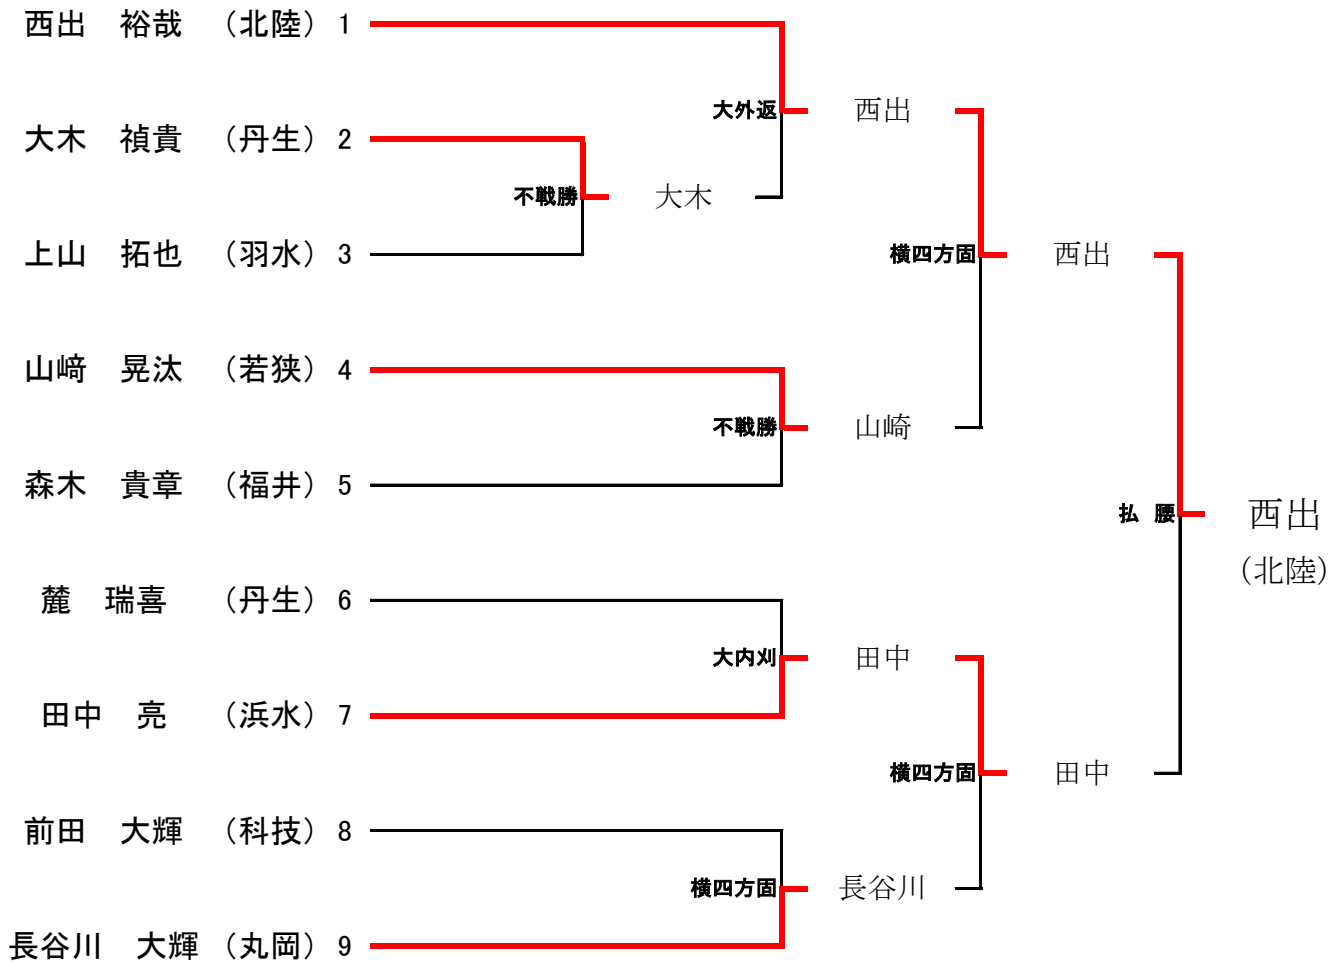 西出　裕哉　（北陸）　1
大外返　西出
大木　禎貴　（丹生）　2
不戦勝　大木
上山　拓也　（羽水）　3
横四方固　西出
山﨑　晃汰　（若狭）　4
不戦勝　山崎
森木　貴章　（福井）　5
払　腰　西出
（北陸）
麓　瑞喜　（丹生）　6
大内刈　田中
田中　亮　（浜水）　7
横四方固　田中
前田　大輝　（科技）　8
横四方固　長谷川
長谷川　大輝　（丸岡）　9